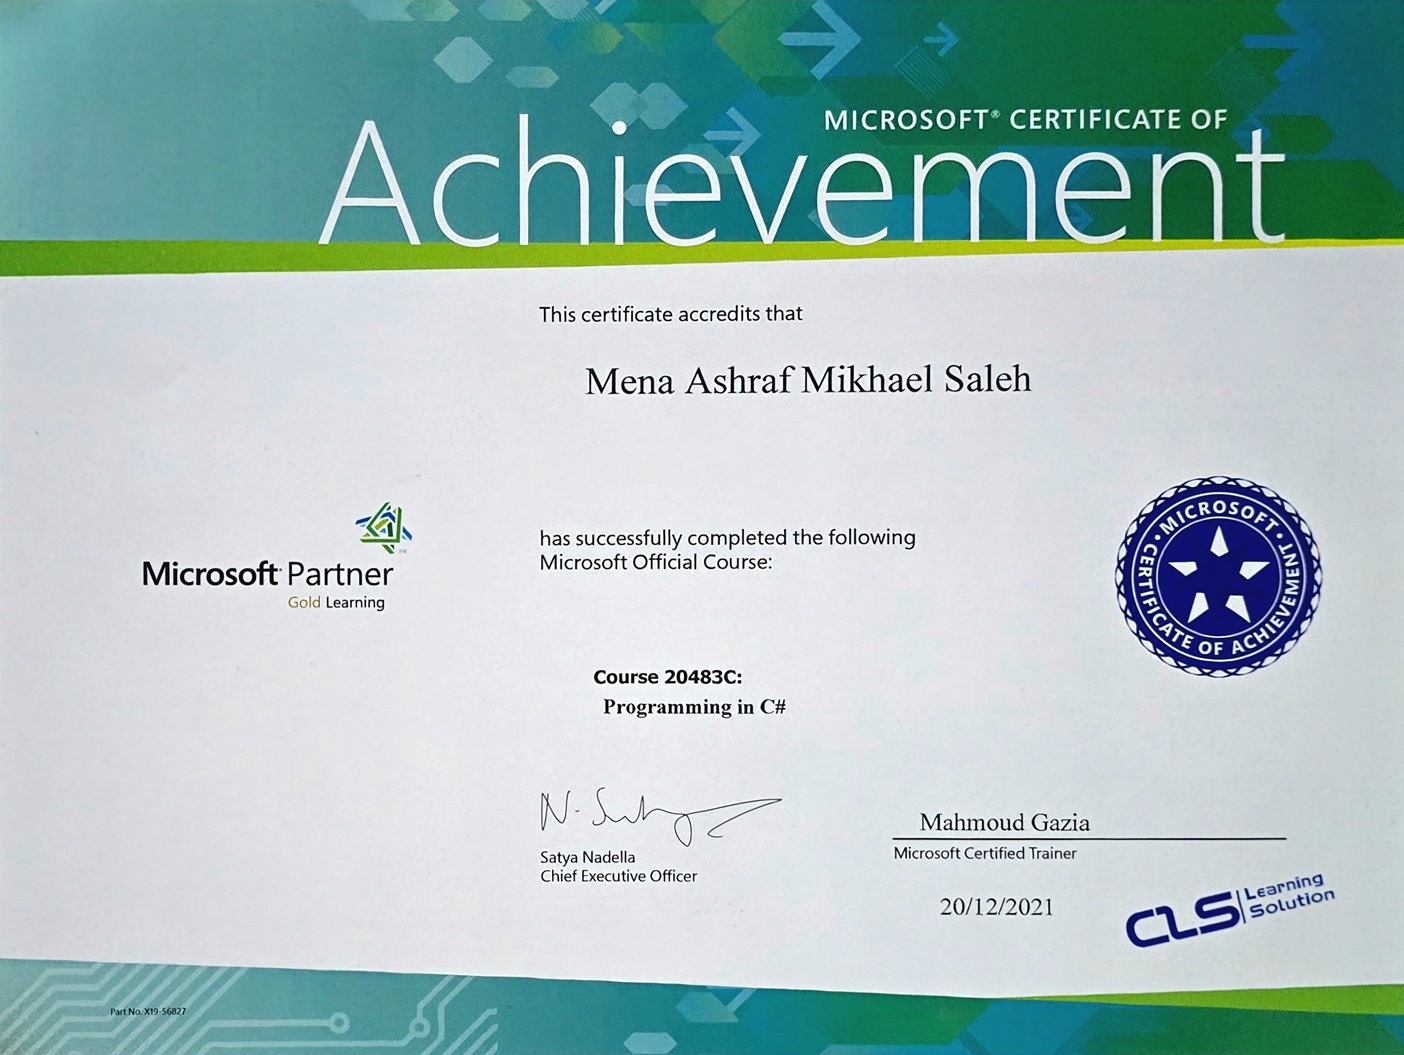 MICROSOFT® CERTIFICATE OF
Achievement
This certificate accredits that
Mena Ashraf Mikhael Saleh
Microsoft Partner
Gold Learning
has successfully completed the following
Microsoft Official Course:
• MICROSOFT •
CERTIFICATE OF ACHIEVEMENT
Course 20483C:
Programming in C#
N. Satya
Satya Nadella
Chief Executive Officer
Mahmoud Gazia
Microsoft Certified Trainer
20/12/2021
CLS Learning
Solution
Part No. X19-56827